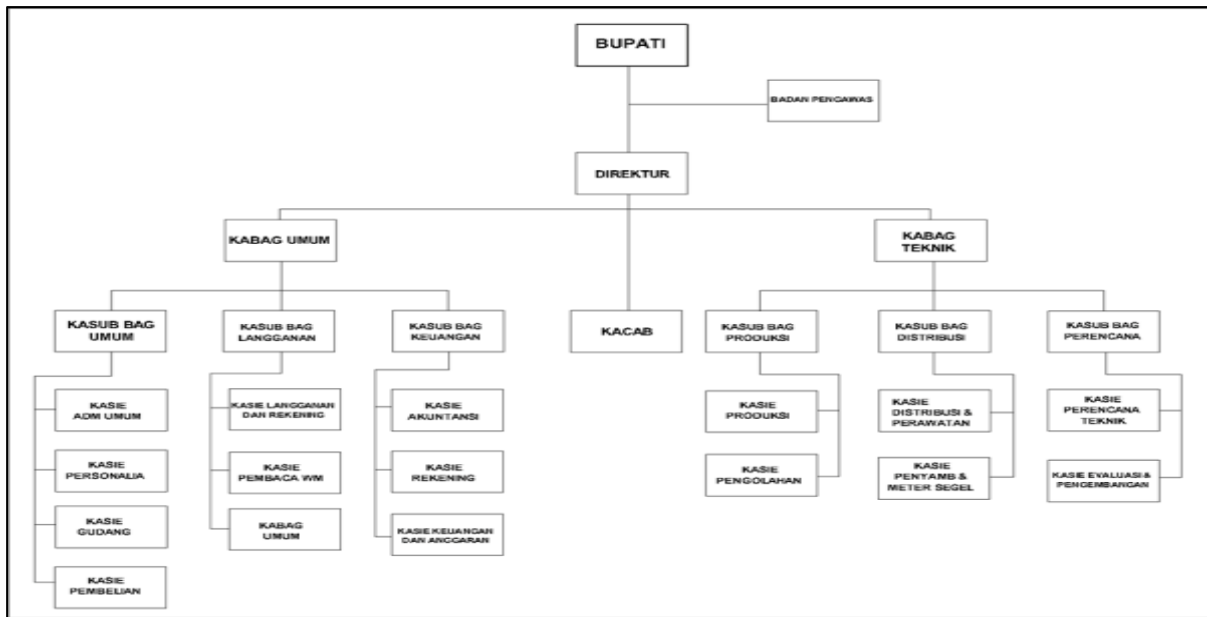 BUPATI
BADAN PENGAWAS
DIREKTUR
KABAG UMUM
KABAG
TEKNIK
KASUB BAG
UMUM
KASUB BAG
LANGGANAN
KASUB BAG
KEUANGAN
KACAB
KASUB BAG
PRODUKSI
KASUB BAG
DISTRIBUSI
KASUB BAG
PERENCANA
KASIE
ADM UMUM
KASIE LANGGANAN
DAN REKENING
KASIE
AKUNTANSI
KASIE
PRODUKSI
KASIE
DISTRIBUSI &
PERAWATAN
KASIE
PERENCANA
TEKNIK
KASIE
PERSONALIA
KASIE
PEMBACA WM
KASIE
REKENING
KASIE
PENGOLAHAN
KASIE
PENYAMB &
METER SEGEL
KASIE EVALUASI &
PENGEMBANGAN
KASIE
GUDANG
KABAG
UMUM
KASIE KEUANGAN
DAN ANGGARAN
KASIE
PEMBELIAN